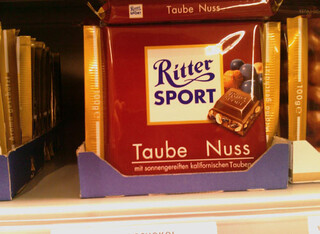 Taube Nuss
Ritter
SPORT
Taube Nuss
mit sonnengereiften kalifornischen Tauben
100g